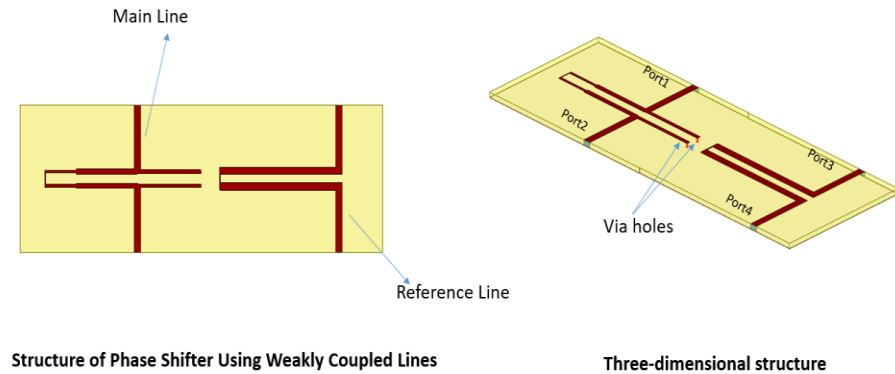 Main Line
Reference Line
Structure of Phase Shifter Using Weakly Coupled Lines
Port1
Port2
Port3
Port4
Via holes
Three-dimensional structure